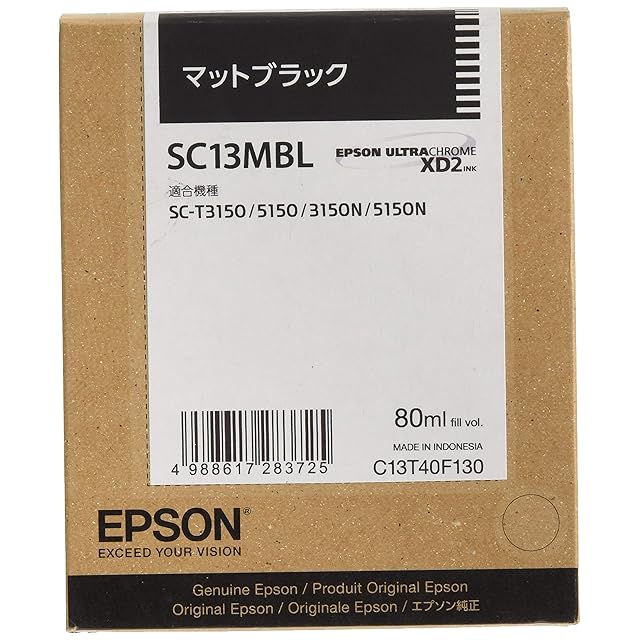 マットブラック
SC13MBL
EPSON ULTRACHROME
XD2 INK
適合機種
SC-T3150/5150/3150N/5150N
80ml fill vol.
MADE IN INDONESIA
4 988617 283725
C13T40F130
EPSON®
EXCEED YOUR VISION
Genuine Epson / Produit Original Epson
Original Epson / Originale Epson / エプソン純正